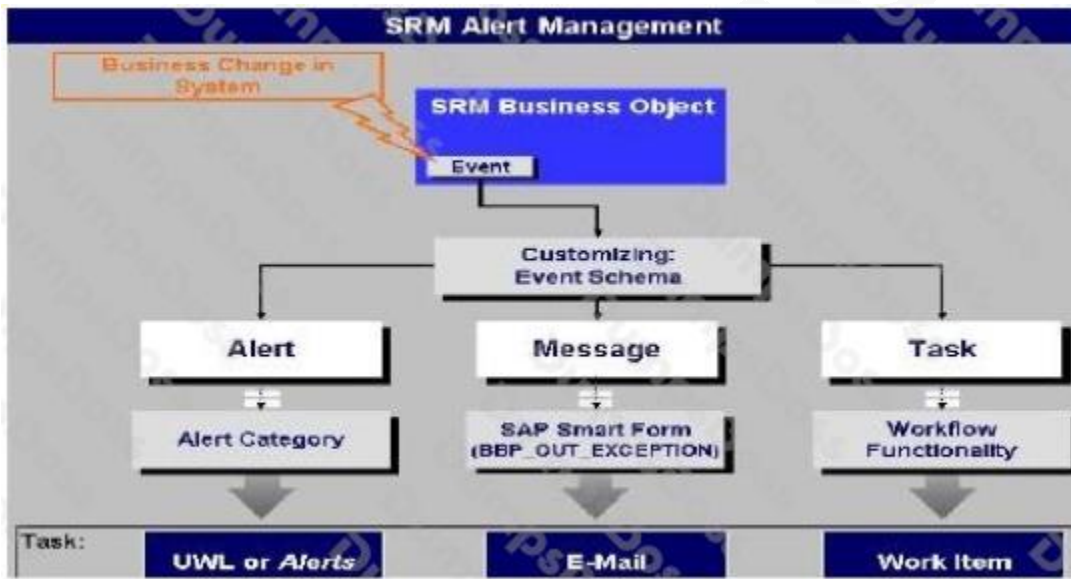 SRM Alert Management
Business Change in
System
SRM Business Object
Event
Customizing:
Event Schema
Alert
Message
Task
Alert Category
SAP Smart Form
(BBP_OUT_EXCEPTION)
Workflow
Functionality
Task:
UWL or Alerts
E-Mail
Work Item